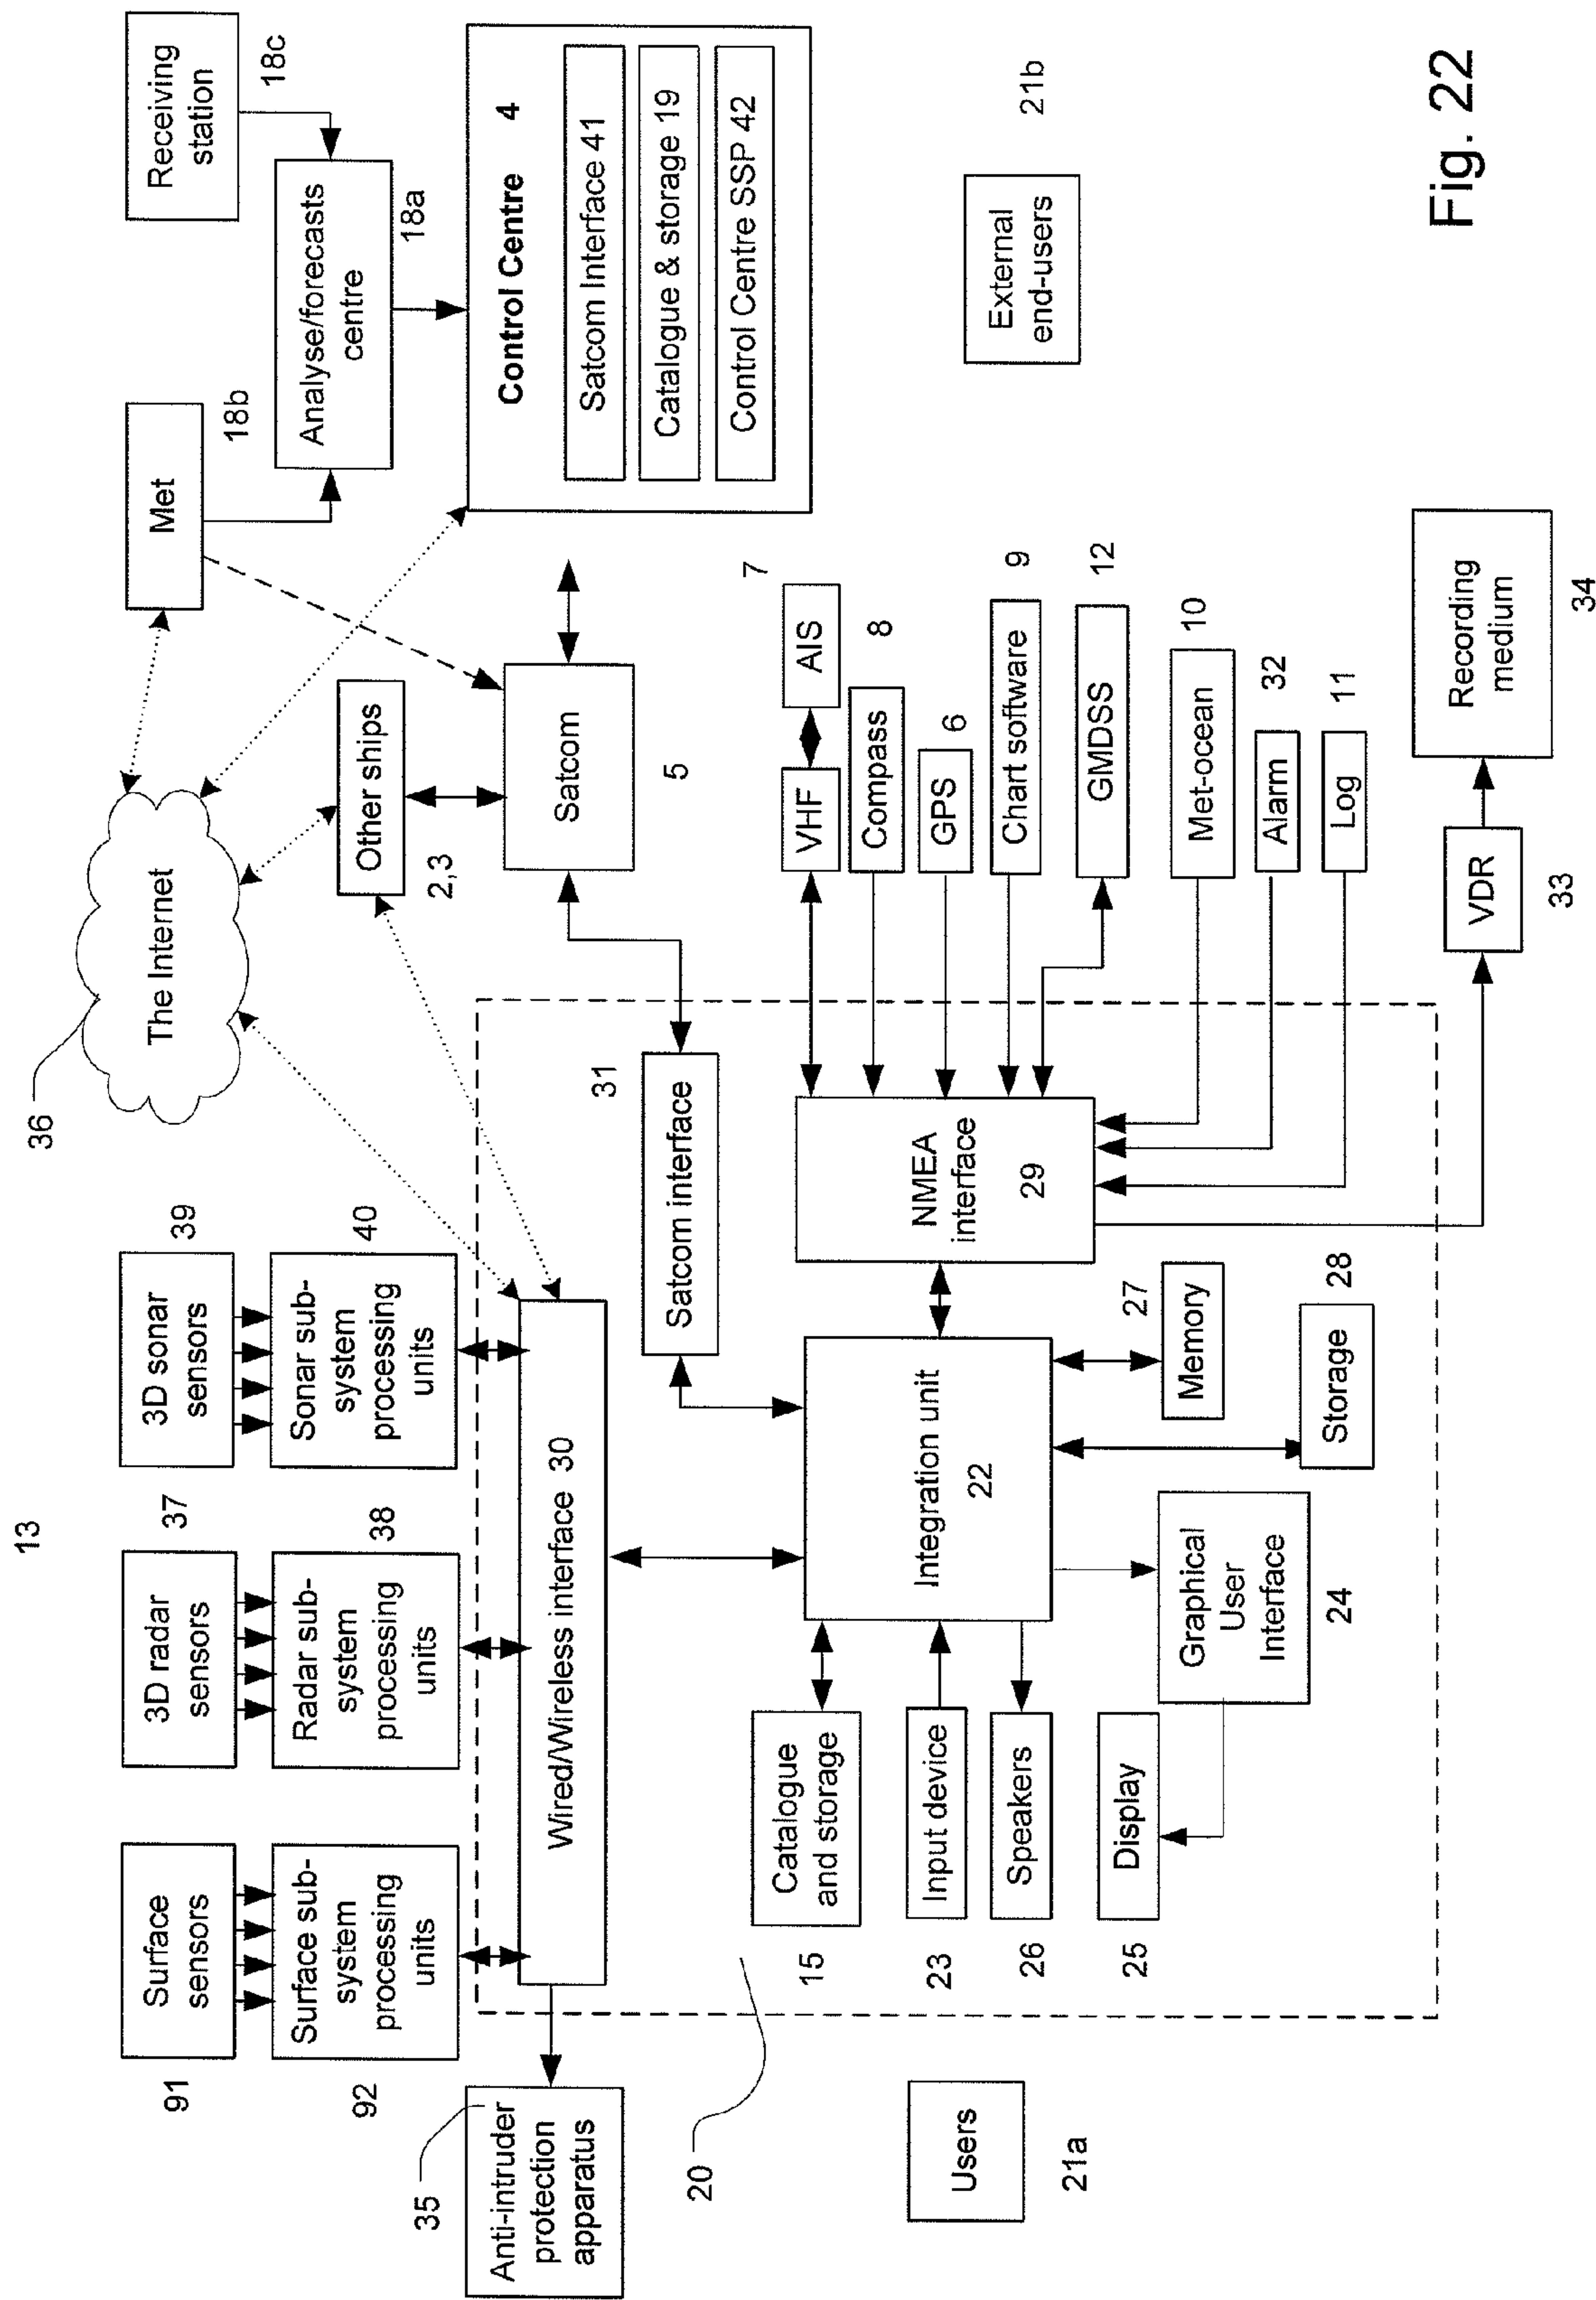 13
91
Surface
sensors
37
3D radar
sensors
39
3D sonar
sensors
36
The Internet
Met
18b
Receiving
station
18c
92
Surface sub-
system
processing
units
38
Radar sub-
system
processing
units
40
Sonar sub-
system
processing
units
Analyse/forecasts
centre
18a
Other ships
2,3
35
Anti-intruder
protection
apparatus
Wired/Wireless interface 30
Satcom interface
31
Satcom
5
Control Centre 4
Satcom Interface 41
Catalogue & storage 19
Control Centre SSP 42
20
Catalogue
and storage
15
Input device
23
Speakers
26
Display
25
Graphical
User
Interface
24
Integration unit
22
Memory
27
Storage
28
NMEA
interface
29
VHF
AIS
7
Compass
8
GPS
6
Chart software
9
GMDSS
12
Met-ocean
10
Alarm
32
Log
11
Users
21a
External
end-users
21b
VDR
33
Recording
medium
34
Fig. 22